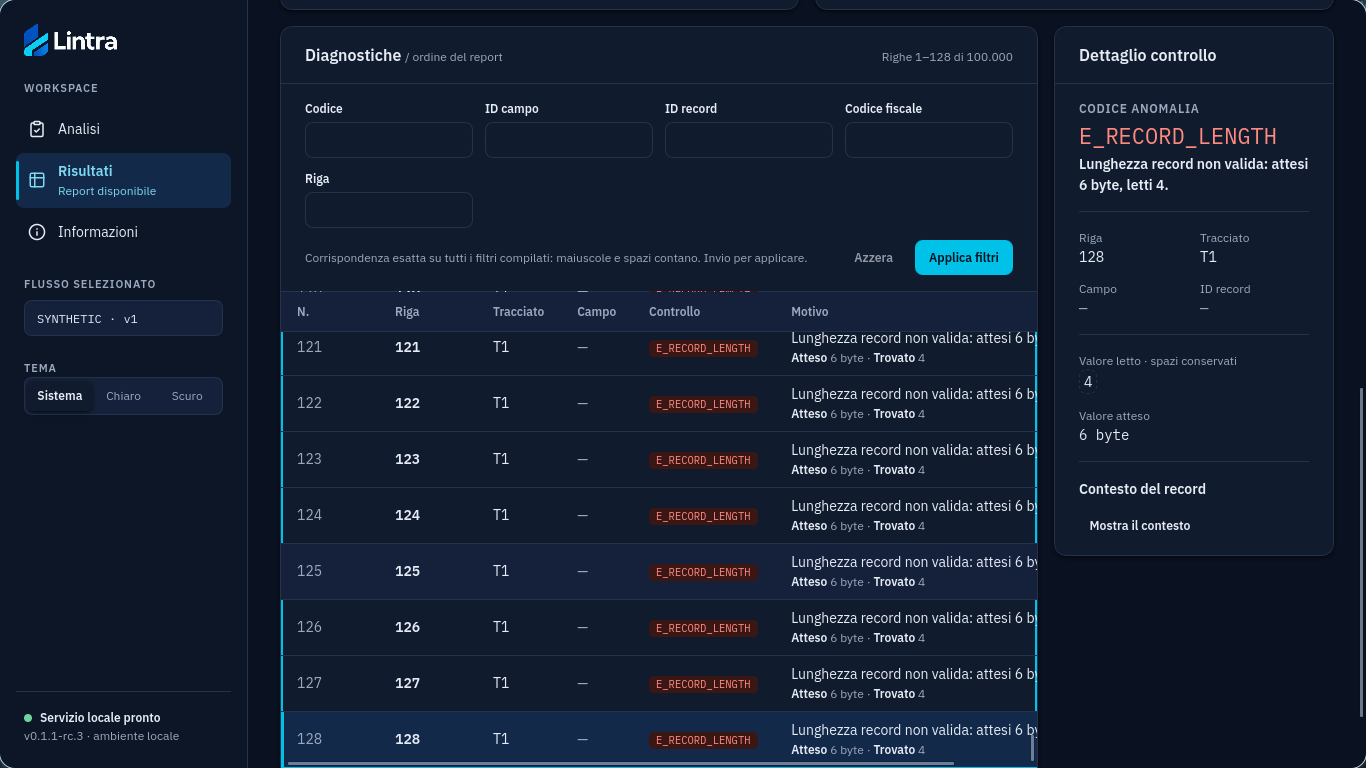 Lintra
WORKSPACE
Analisi
Risultati
Report disponibile
Informazioni
FLUSSO SELEZIONATO
SYNTHETIC · v1
TEMA
Sistema Chiaro Scuro
Servizio locale pronto
v0.1.1-rc.3 · ambiente locale
Diagnostiche / ordine del report Righe 1–128 di 100.000
Codice ID campo ID record Codice fiscale
Riga
Corrispondenza esatta su tutti i filtri compilati: maiuscole e spazi contano. Invio per applicare. Azzera Applica filtri
N. Riga Tracciato Campo Controllo Motivo
121 121 T1 — E_RECORD_LENGTH Lunghezza record non valida: attesi 6 by
Atteso 6 byte · Trovato 4
122 122 T1 — E_RECORD_LENGTH Lunghezza record non valida: attesi 6 by
Atteso 6 byte · Trovato 4
123 123 T1 — E_RECORD_LENGTH Lunghezza record non valida: attesi 6 by
Atteso 6 byte · Trovato 4
124 124 T1 — E_RECORD_LENGTH Lunghezza record non valida: attesi 6 by
Atteso 6 byte · Trovato 4
125 125 T1 — E_RECORD_LENGTH Lunghezza record non valida: attesi 6 by
Atteso 6 byte · Trovato 4
126 126 T1 — E_RECORD_LENGTH Lunghezza record non valida: attesi 6 by
Atteso 6 byte · Trovato 4
127 127 T1 — E_RECORD_LENGTH Lunghezza record non valida: attesi 6 by
Atteso 6 byte · Trovato 4
128 128 T1 — E_RECORD_LENGTH Lunghezza record non valida: attesi 6 by
Atteso 6 byte · Trovato 4
Dettaglio controllo
CODICE ANOMALIA
E_RECORD_LENGTH
Lunghezza record non valida: attesi
6 byte, letti 4.
Riga Tracciato
128 T1
Campo ID record
— —
Valore letto · spazi conservati
4
Valore atteso
6 byte
Contesto del record
Mostra il contesto